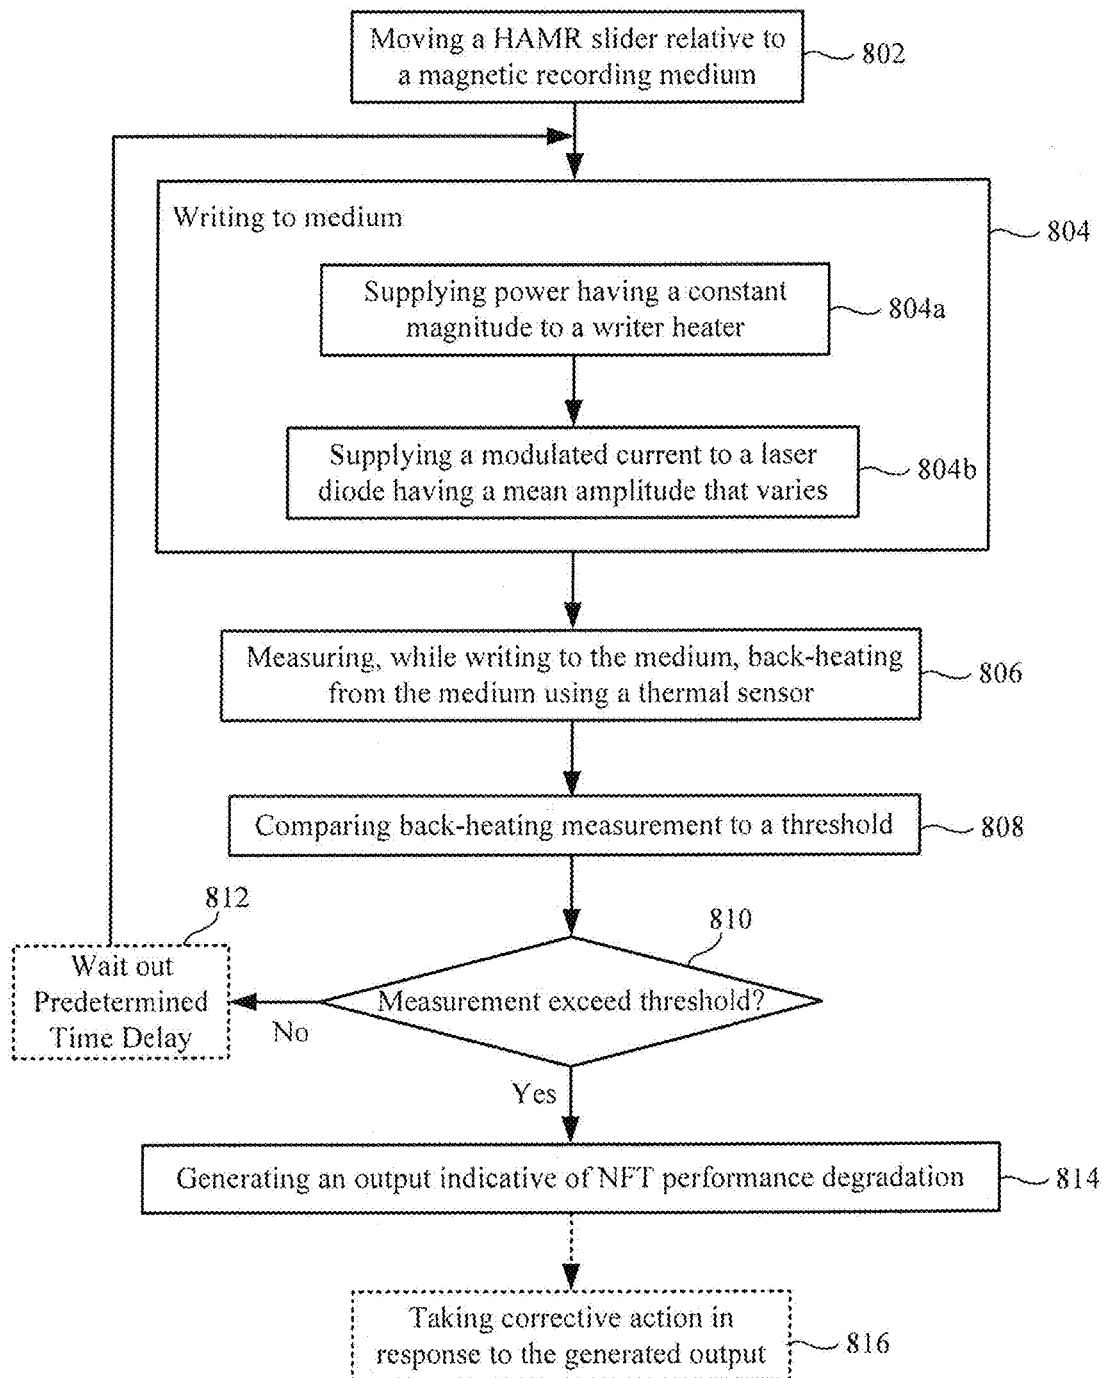 Moving a HAMR slider relative to
a magnetic recording medium
802
Writing to medium
804
Supplying power having a constant
magnitude to a writer heater
804a
Supplying a modulated current to a laser
diode having a mean amplitude that varies
804b
Measuring, while writing to the medium, back-heating
from the medium using a thermal sensor
806
Comparing back-heating measurement to a threshold
808
812
810
Wait out
Predetermined
Time Delay
Measurement exceed threshold?
No
Yes
Generating an output indicative of NFT performance degradation
814
Taking corrective action in
response to the generated output
816